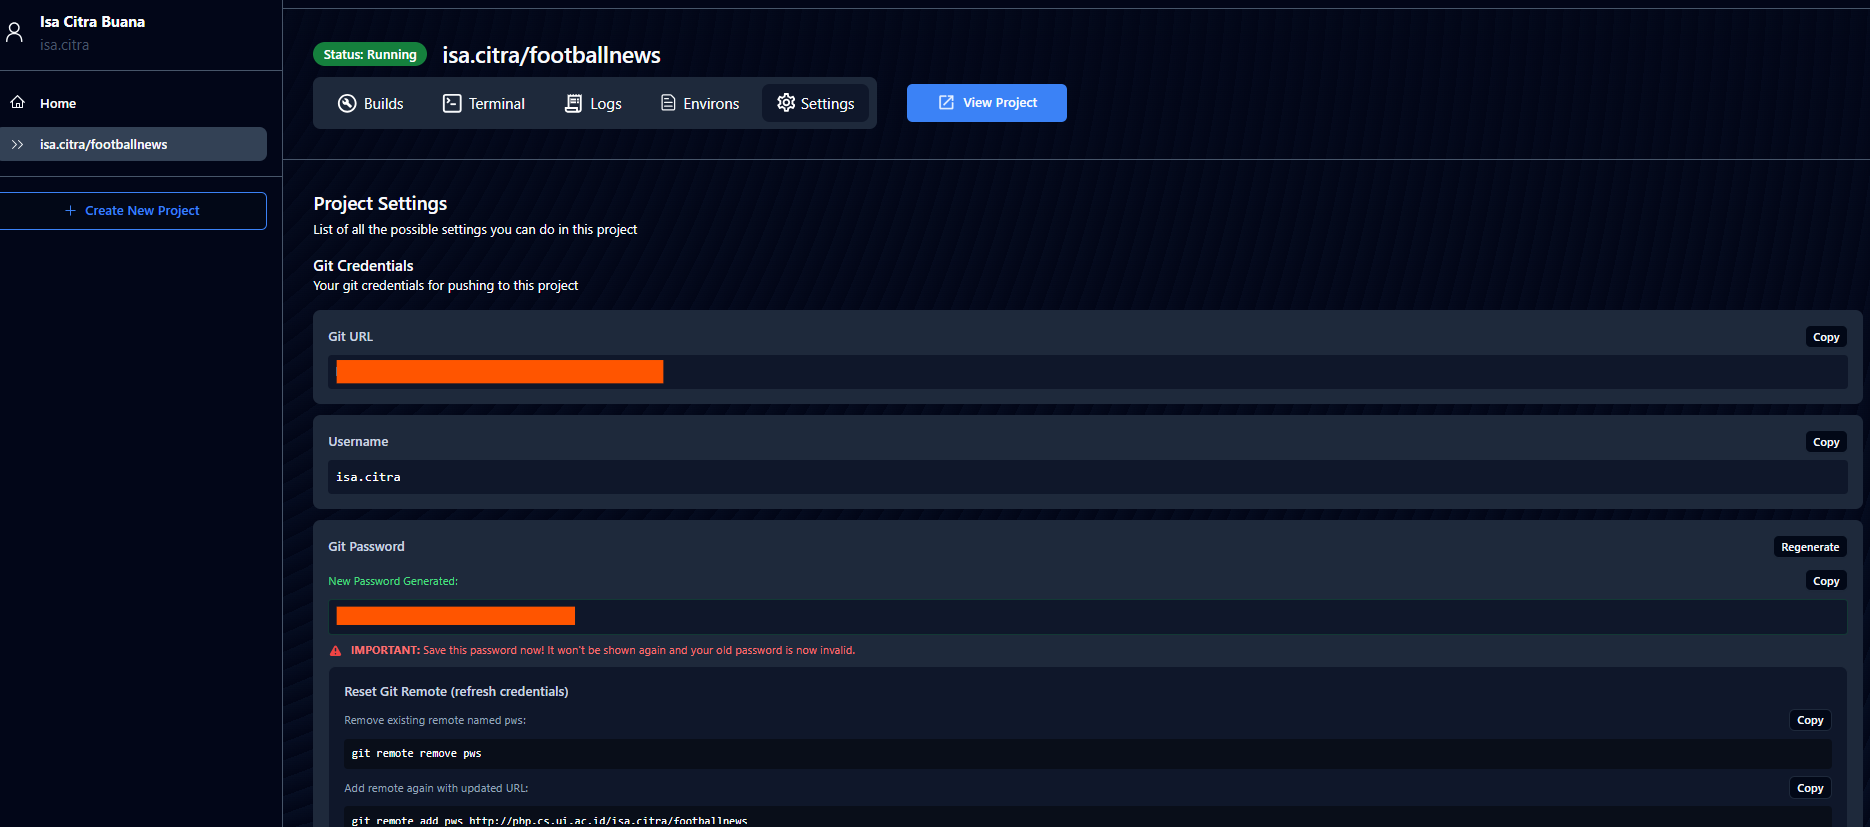 Isa Citra Buana
isa.citra
Home
isa.citra/footballnews
Create New Project
Status: Running
isa.citra/footballnews
Builds
Terminal
Logs
Environs
Settings
View Project
Project Settings
List of all the possible settings you can do in this project
Git Credentials
Your git credentials for pushing to this project
Git URL
Copy
Username
Copy
isa.citra
Git Password
Regenerate
New Password Generated:
Copy
IMPORTANT: Save this password now! It won't be shown again and your old password is now invalid.
Reset Git Remote (refresh credentials)
Remove existing remote named pws:
Copy
git remote remove pws
Add remote again with updated URL:
Copy
git remote add pws http://php.cs.ui.ac.id/isa.citra/footballnews